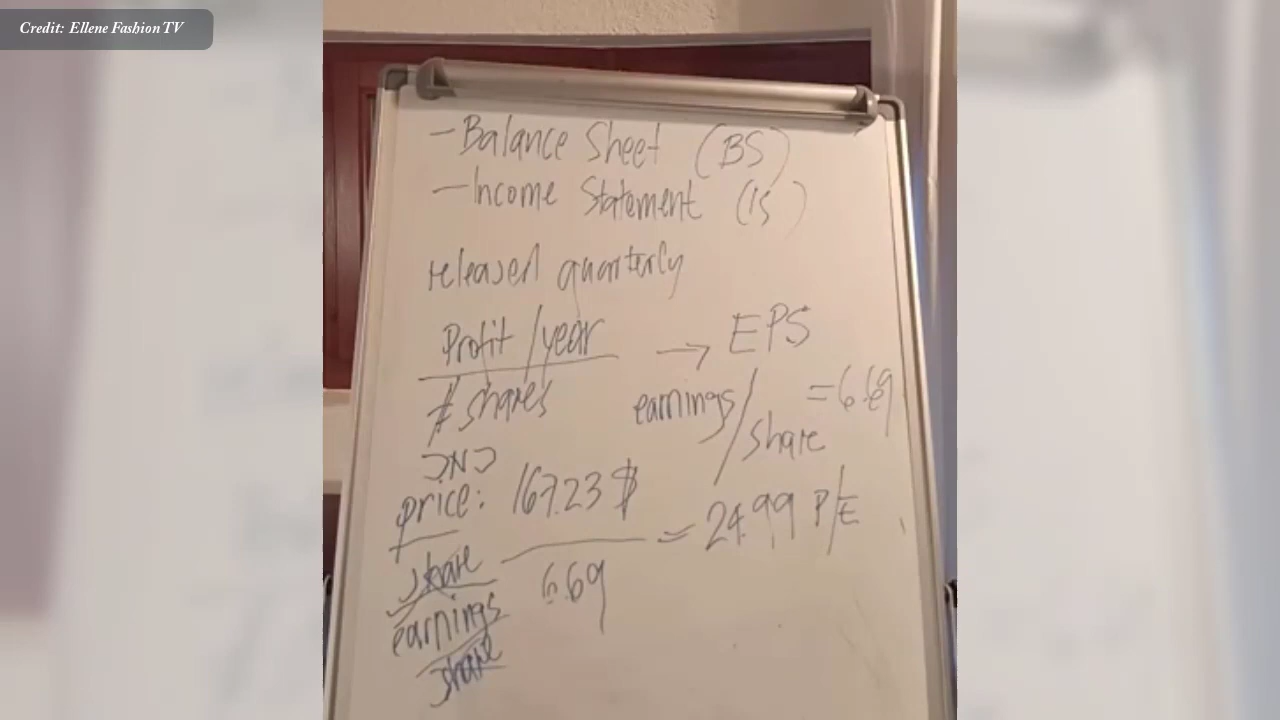 Credit: Ellene Fashion TV
- Balance Sheet (BS)
- Income Statement (IS)
released quarterly
Profit / year → EPS
# shares earnings / share = 6.69
JNJ
price: 167.23 $ = 24.99 P/E
share 6.69
earnings
share